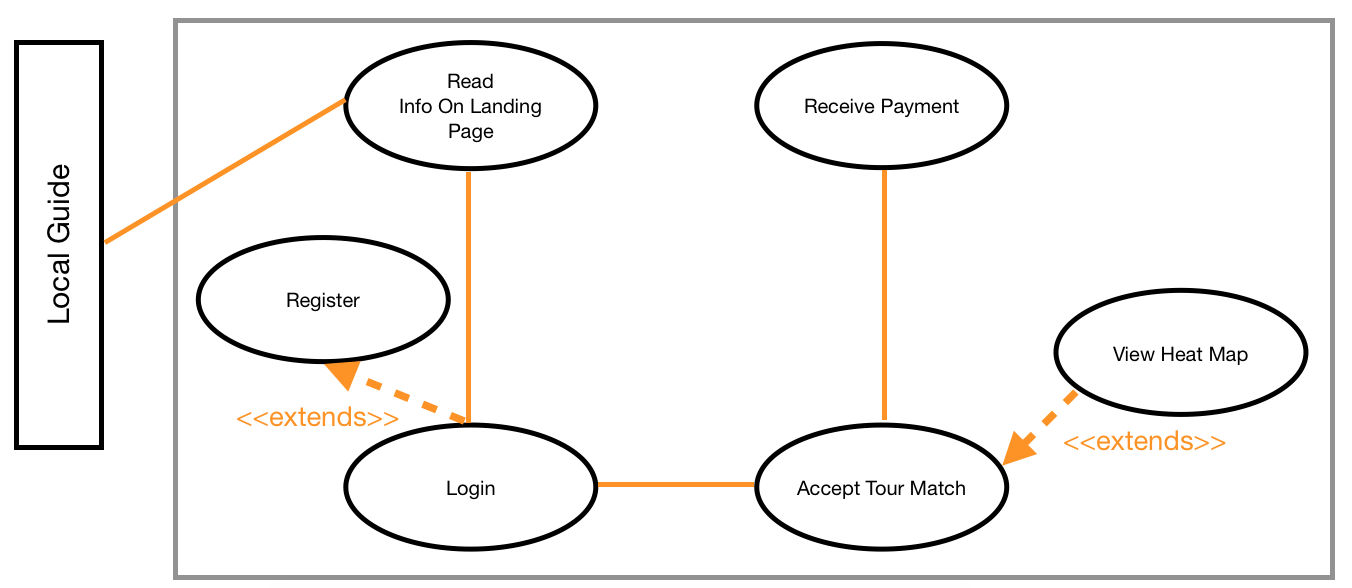 Local Guide
Read
Info On Landing
Page
Receive Payment
Register
View Heat Map
<<extends>>
<<extends>>
Login
Accept Tour Match